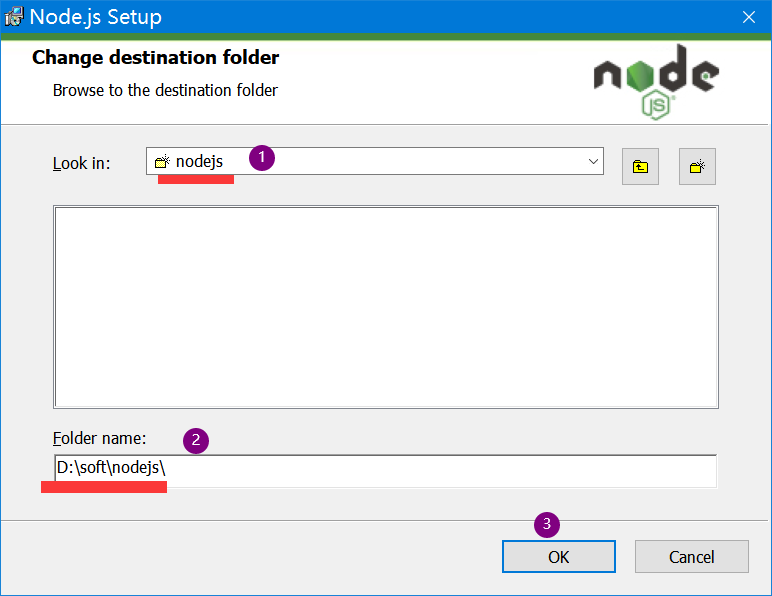 Node.js Setup
Change destination folder
Browse to the destination folder
node
JS
Look in: nodejs 1
Folder name: 2
D:\soft\nodejs\
3
OK Cancel